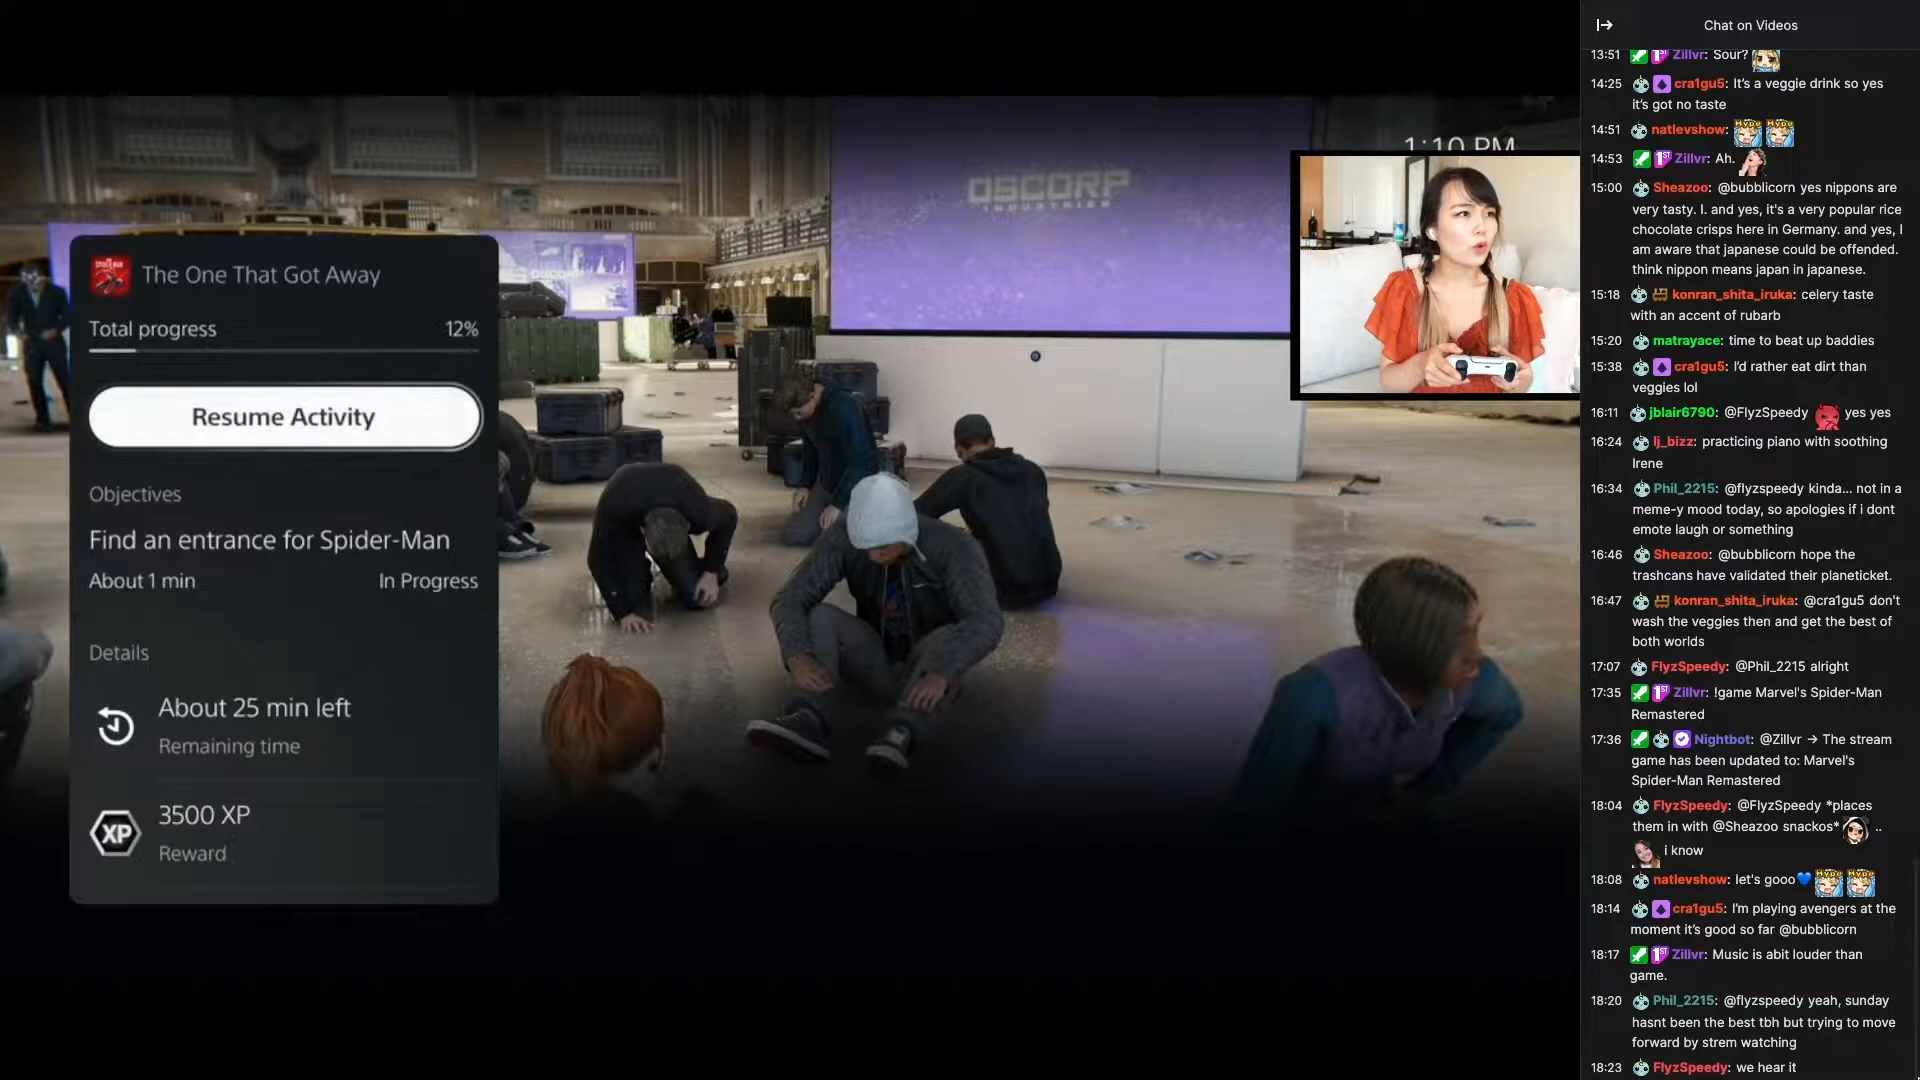 Chat on Videos
13:51 Zillvr: Sour?
14:25 cra1gu5: It's a veggie drink so yes
it's got no taste
14:51 natlevshow:
14:53 Zillvr: Ah.
15:00 Sheazoo: @bubblicorn yes nippons are
very tasty. I. and yes, it's a very popular rice
chocolate crisps here in Germany. and yes, I
am aware that japanese could be offended.
think nippon means japan in japanese.
15:18 konran_shita_iruka: celery taste
with an accent of rubarb
15:20 matrayace: time to beat up baddies
15:38 cra1gu5: I'd rather eat dirt than
veggies lol
16:11 jblair6790: @FlyzSpeedy yes yes
16:24 lj_bizz: practicing piano with soothing
Irene
16:34 Phil_2215: @flyzspeedy kinda... not in a
meme-y mood today, so apologies if i dont
emote laugh or something
16:46 Sheazoo: @bubblicorn hope the
trashcans have validated their planeticket.
16:47 konran_shita_iruka: @cra1gu5 don't
wash the veggies then and get the best of
both worlds
17:07 FlyzSpeedy: @Phil_2215 alright
17:35 Zillvr: !game Marvel's Spider-Man
Remastered
17:36 Nightbot: @Zillvr → The stream
game has been updated to: Marvel's
Spider-Man Remastered
18:04 FlyzSpeedy: @FlyzSpeedy *places
them in with @Sheazoo snackos* ..
i know
18:08 natlevshow: let's gooo
18:14 cra1gu5: I'm playing avengers at the
moment it's good so far @bubblicorn
18:17 Zillvr: Music is abit louder than
game.
18:20 Phil_2215: @flyzspeedy yeah, sunday
hasnt been the best tbh but trying to move
forward by strem watching
18:23 FlyzSpeedy: we hear it
1:10 PM
OSCORP
INDUSTRIES
OSCORP
The One That Got Away
Total progress 12%
Resume Activity
Objectives
Find an entrance for Spider-Man
About 1 min In Progress
Details
About 25 min left
Remaining time
XP
3500 XP
Reward